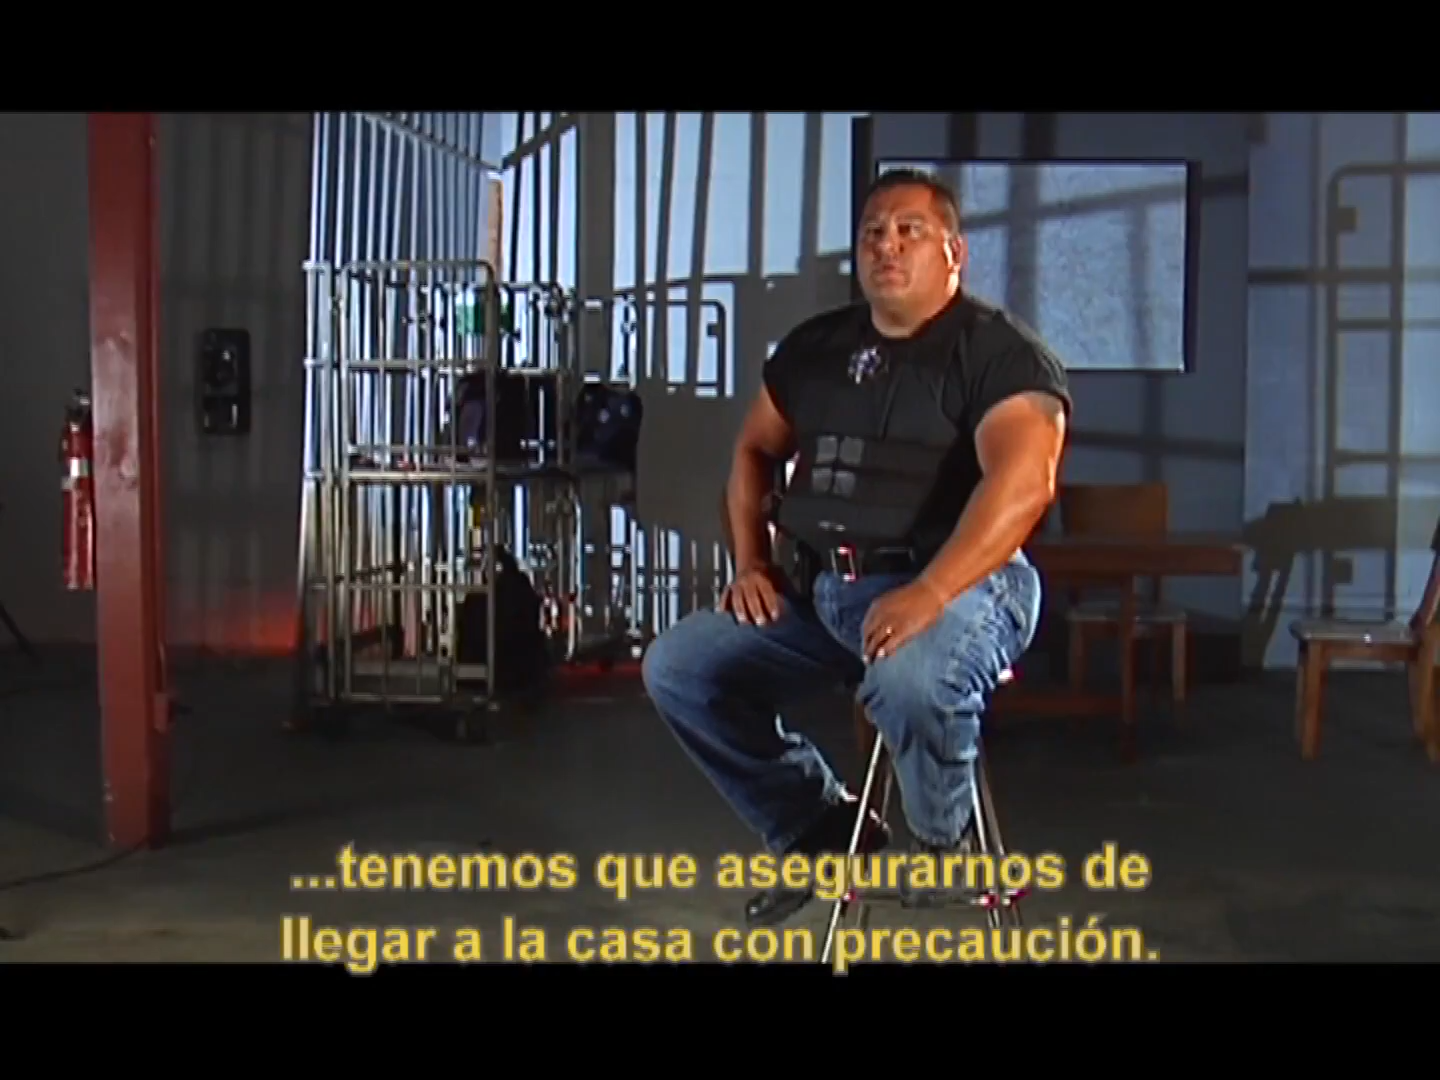 ...tenemos que asegurarnos de
llegar a la casa con precaución.